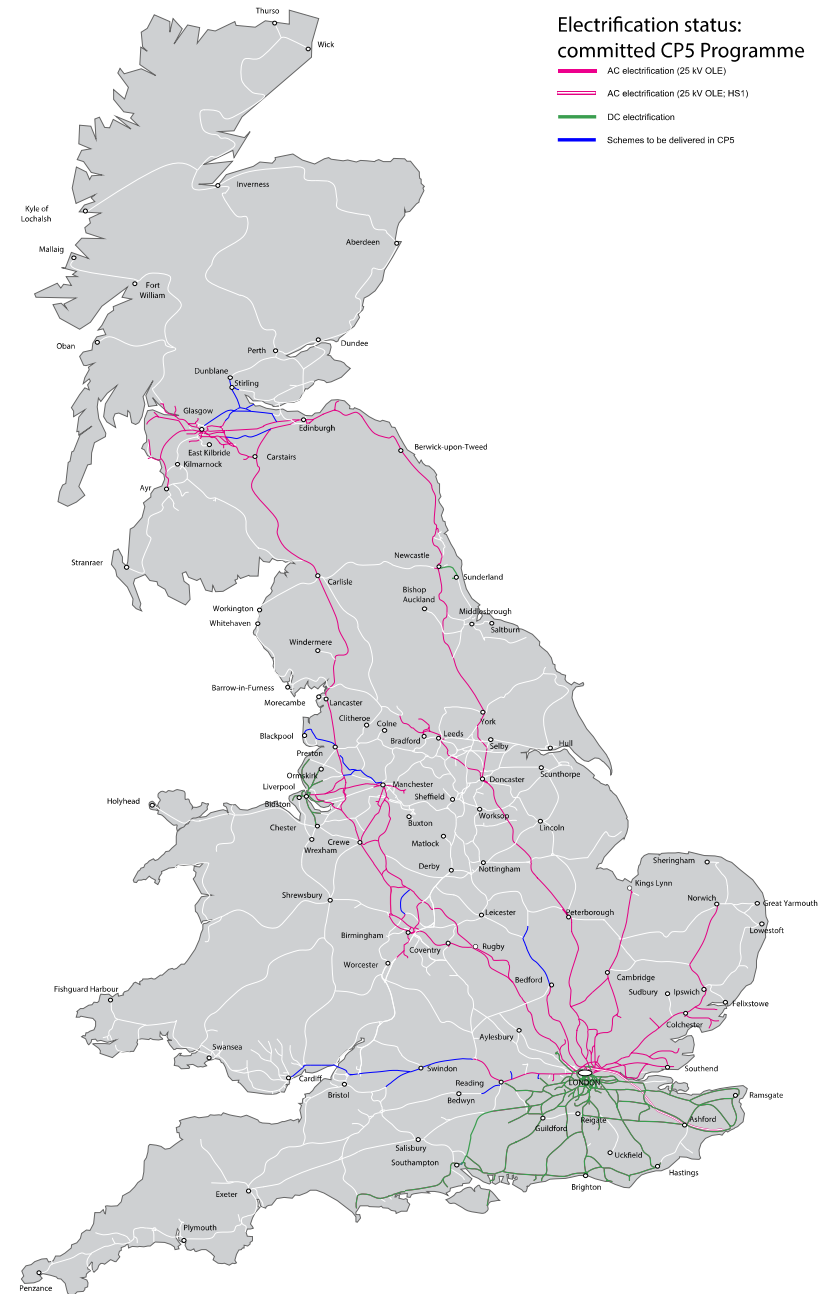 Electrification status:
committed CP5 Programme
AC electrification (25 kV OLE)
AC electrification (25 kV OLE; HS1)
DC electrification
Schemes to be delivered in CP5
Thurso
Wick
Inverness
Kyle of
Lochalsh
Aberdeen
Mallaig
Fort
William
Oban
Perth
Dundee
Dunblane
Stirling
Glasgow
Edinburgh
Berwick-upon-Tweed
East Kilbride
Carstairs
Kilmarnock
Ayr
Newcastle
Stranraer
Sunderland
Carlisle
Bishop
Auckland
Workington
Middlesbrough
Whitehaven
Saltburn
Windermere
Barrow-in-Furness
Morecambe
Lancaster
Clitheroe
Colne
York
Blackpool
Bradford
Leeds
Selby
Hull
Preston
Ormskirk
Doncaster
Scunthorpe
Liverpool
Manchester
Sheffield
Holyhead
Bidston
Buxton
Worksop
Lincoln
Chester
Wrexham
Crewe
Matlock
Derby
Nottingham
Sheringham
Kings Lynn
Shrewsbury
Norwich
Great Yarmouth
Leicester
Peterborough
Lowestoft
Birmingham
Coventry
Rugby
Worcester
Bedford
Cambridge
Fishguard Harbour
Sudbury
Ipswich
Felixstowe
Colchester
Aylesbury
Swansea
Swindon
Southend
Cardiff
Reading
LONDON
Bristol
Bedwyn
Ramsgate
Guildford
Reigate
Ashford
Salisbury
Uckfield
Southampton
Hastings
Brighton
Exeter
Plymouth
Penzance